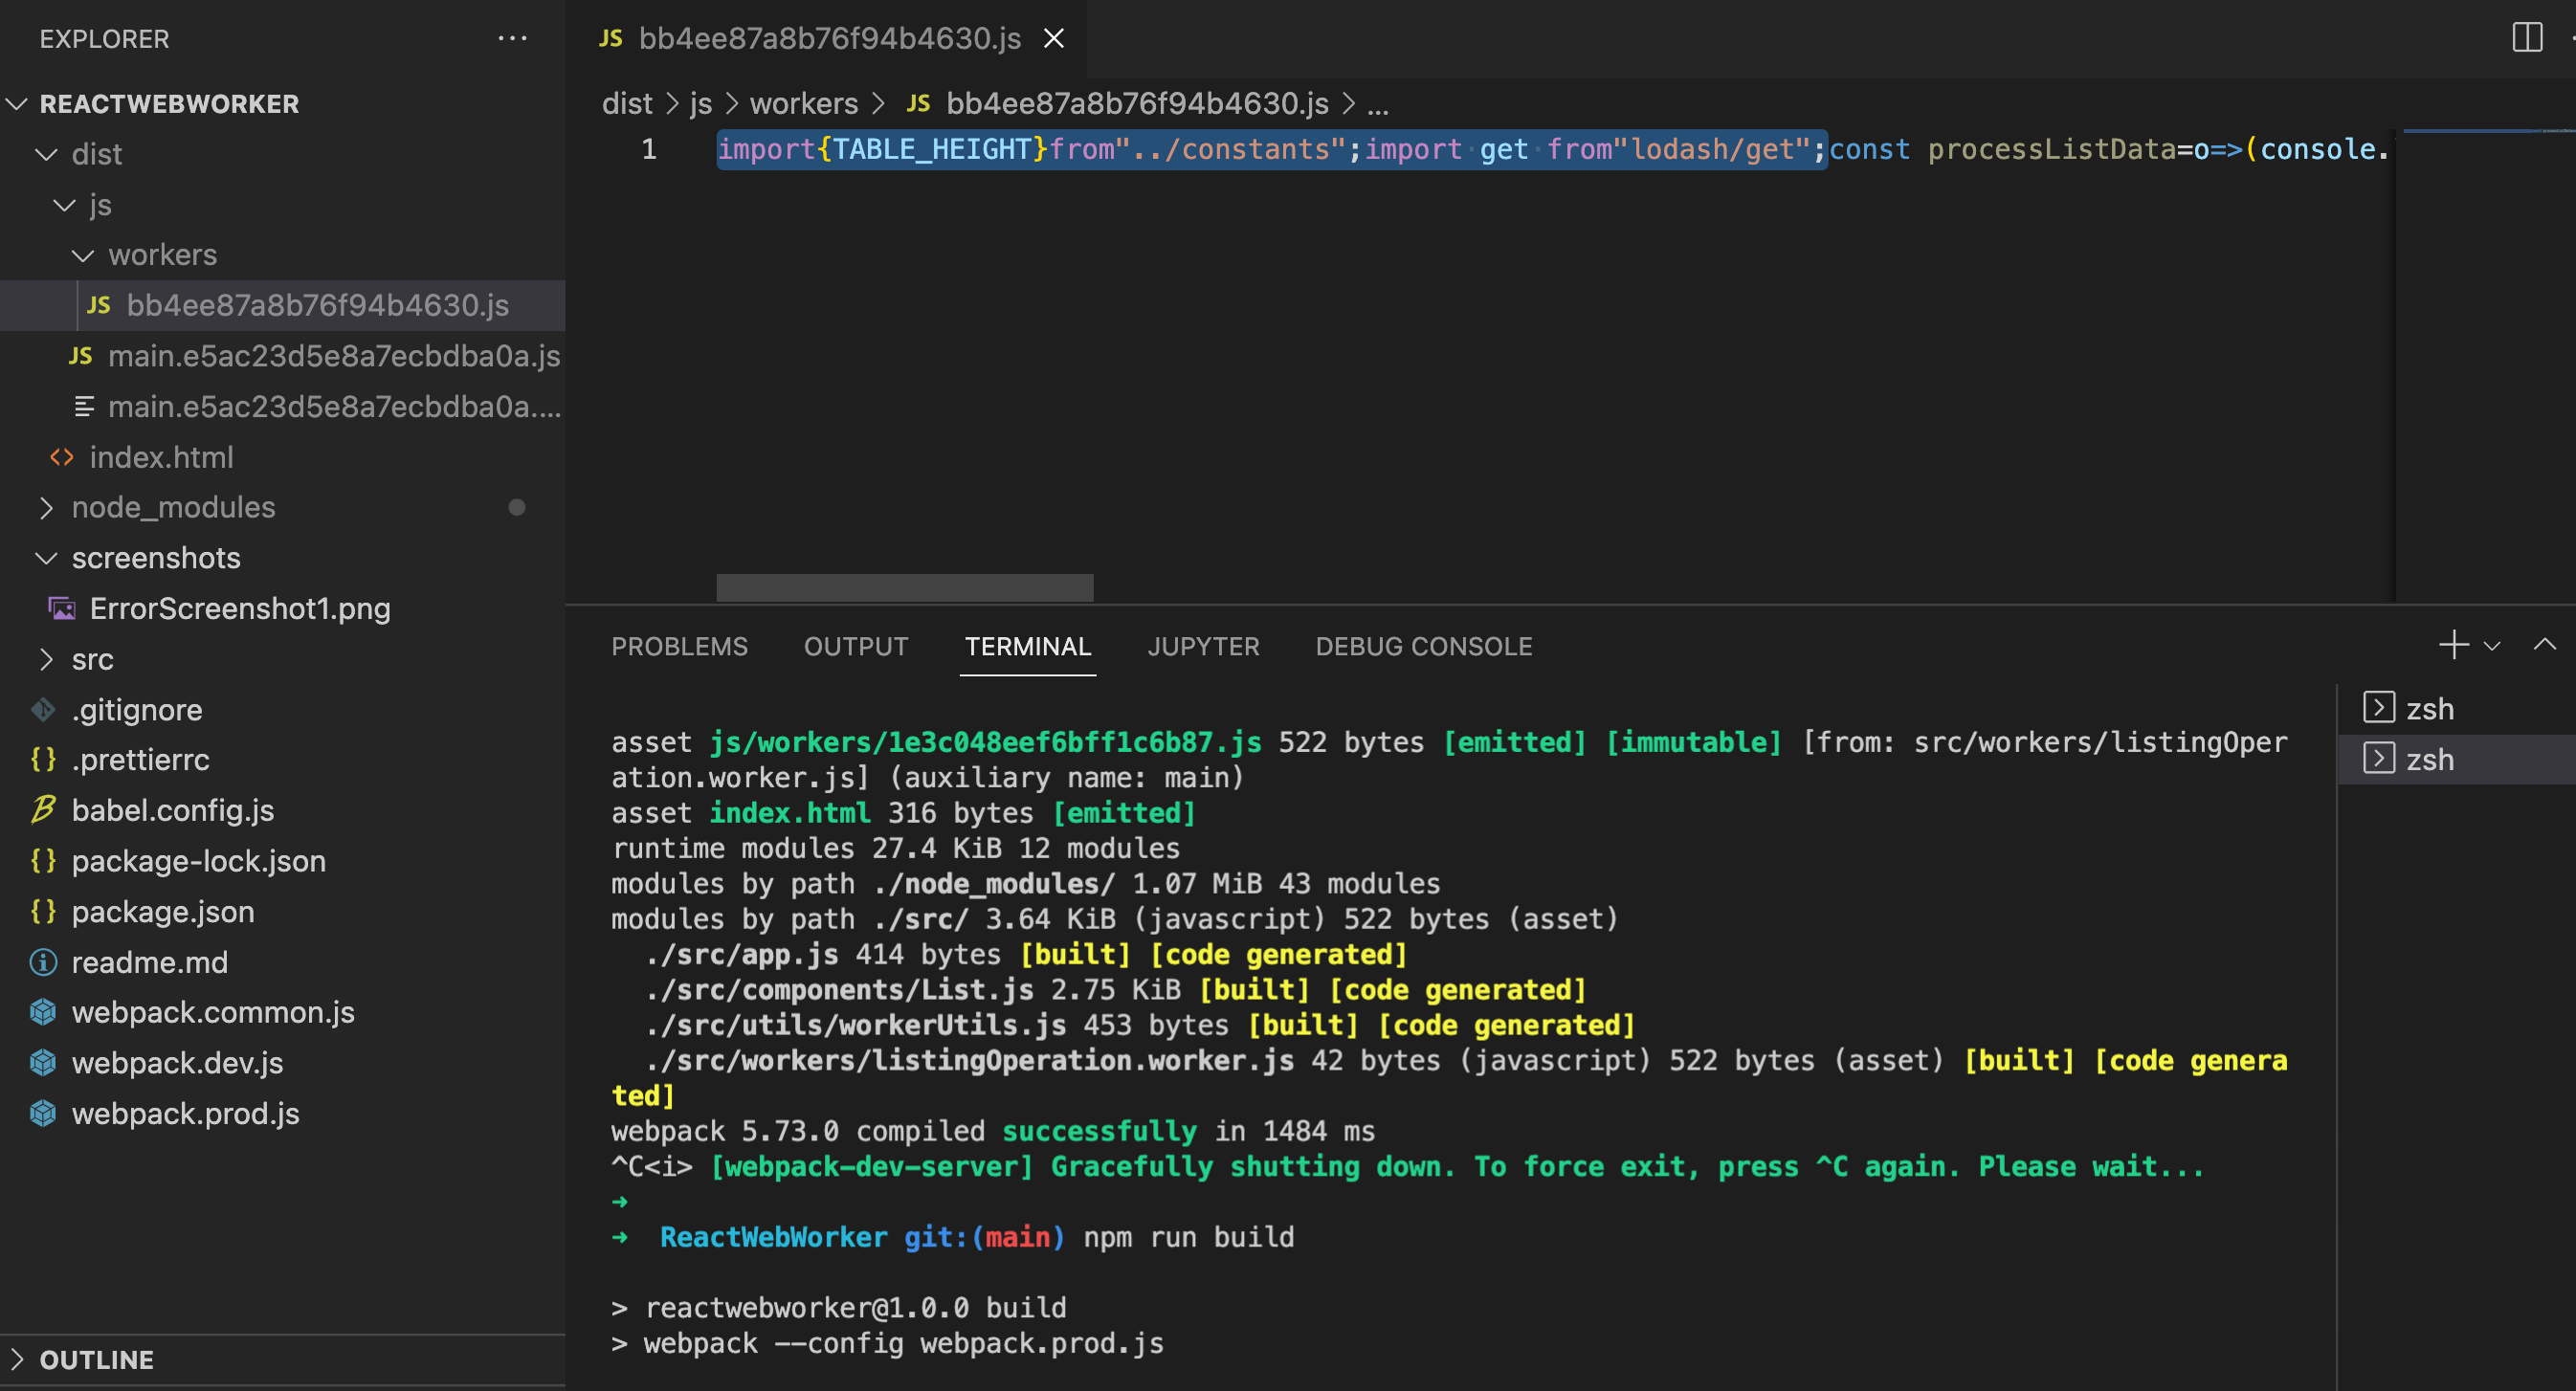 EXPLORER
REACTWEBWORKER
dist
js
workers
JS bb4ee87a8b76f94b4630.js
JS main.e5ac23d5e8a7ecbdba0a.js
main.e5ac23d5e8a7ecbdba0a....
index.html
node_modules
screenshots
ErrorScreenshot1.png
src
.gitignore
.prettierrc
babel.config.js
package-lock.json
package.json
readme.md
webpack.common.js
webpack.dev.js
webpack.prod.js
OUTLINE
JS bb4ee87a8b76f94b4630.js
dist > js > workers > JS bb4ee87a8b76f94b4630.js > ...
1 import{TABLE_HEIGHT}from"../constants";import get from"lodash/get";const processListData=o=>(console.
PROBLEMS OUTPUT TERMINAL JUPYTER DEBUG CONSOLE
asset js/workers/1e3c048eef6bff1c6b87.js 522 bytes [emitted] [immutable] [from: src/workers/listingOper
ation.worker.js] (auxiliary name: main)
asset index.html 316 bytes [emitted]
runtime modules 27.4 KiB 12 modules
modules by path ./node_modules/ 1.07 MiB 43 modules
modules by path ./src/ 3.64 KiB (javascript) 522 bytes (asset)
./src/app.js 414 bytes [built] [code generated]
./src/components/List.js 2.75 KiB [built] [code generated]
./src/utils/workerUtils.js 453 bytes [built] [code generated]
./src/workers/listingOperation.worker.js 42 bytes (javascript) 522 bytes (asset) [built] [code genera
ted]
webpack 5.73.0 compiled successfully in 1484 ms
^C<i> [webpack-dev-server] Gracefully shutting down. To force exit, press ^C again. Please wait...
➜
➜ ReactWebWorker git:(main) npm run build
> reactwebworker@1.0.0 build
> webpack --config webpack.prod.js
zsh
zsh